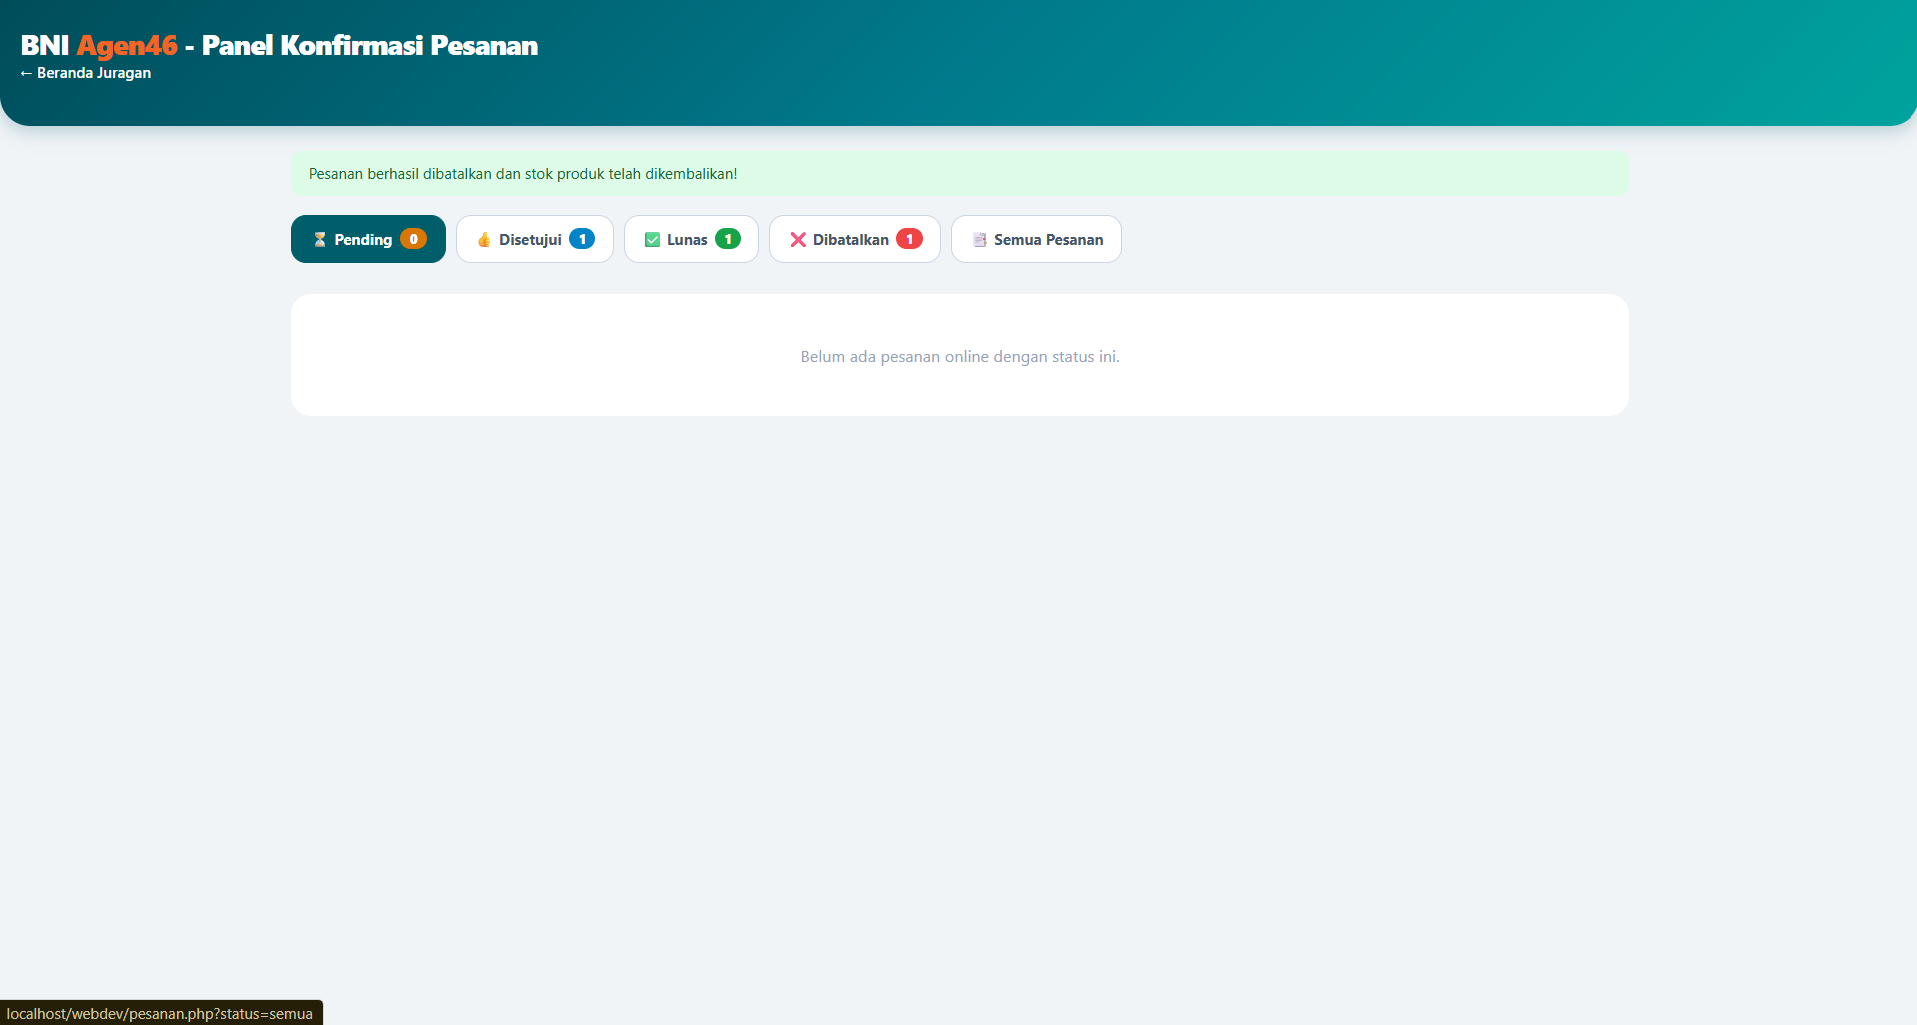 BNI Agen46 - Panel Konfirmasi Pesanan
← Beranda Juragan
Pesanan berhasil dibatalkan dan stok produk telah dikembalikan!
Pending 0
Disetujui 1
Lunas 1
Dibatalkan 1
Semua Pesanan
Belum ada pesanan online dengan status ini.
localhost/webdev/pesanan.php?status=semua